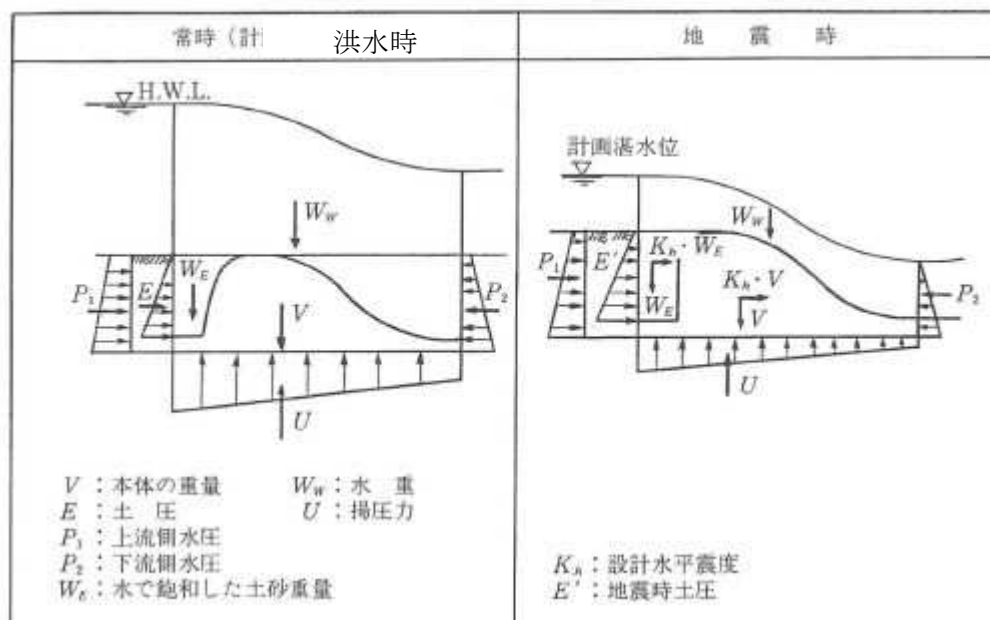 常時（計 洪水時
地震時
H.W.L.
W_W
W_E
P_1
E
V
P_2
U
計画湛水位
W_W
P_1
E'
K_h・W_E
K_h・V
W_E
V
P_2
U
V：本体の重量 W_W：水重
E：土圧 U：揚圧力
P_1：上流側水圧
P_2：下流側水圧
W_E：水で飽和した土砂重量
K_h：設計水平震度
E'：地震時土圧